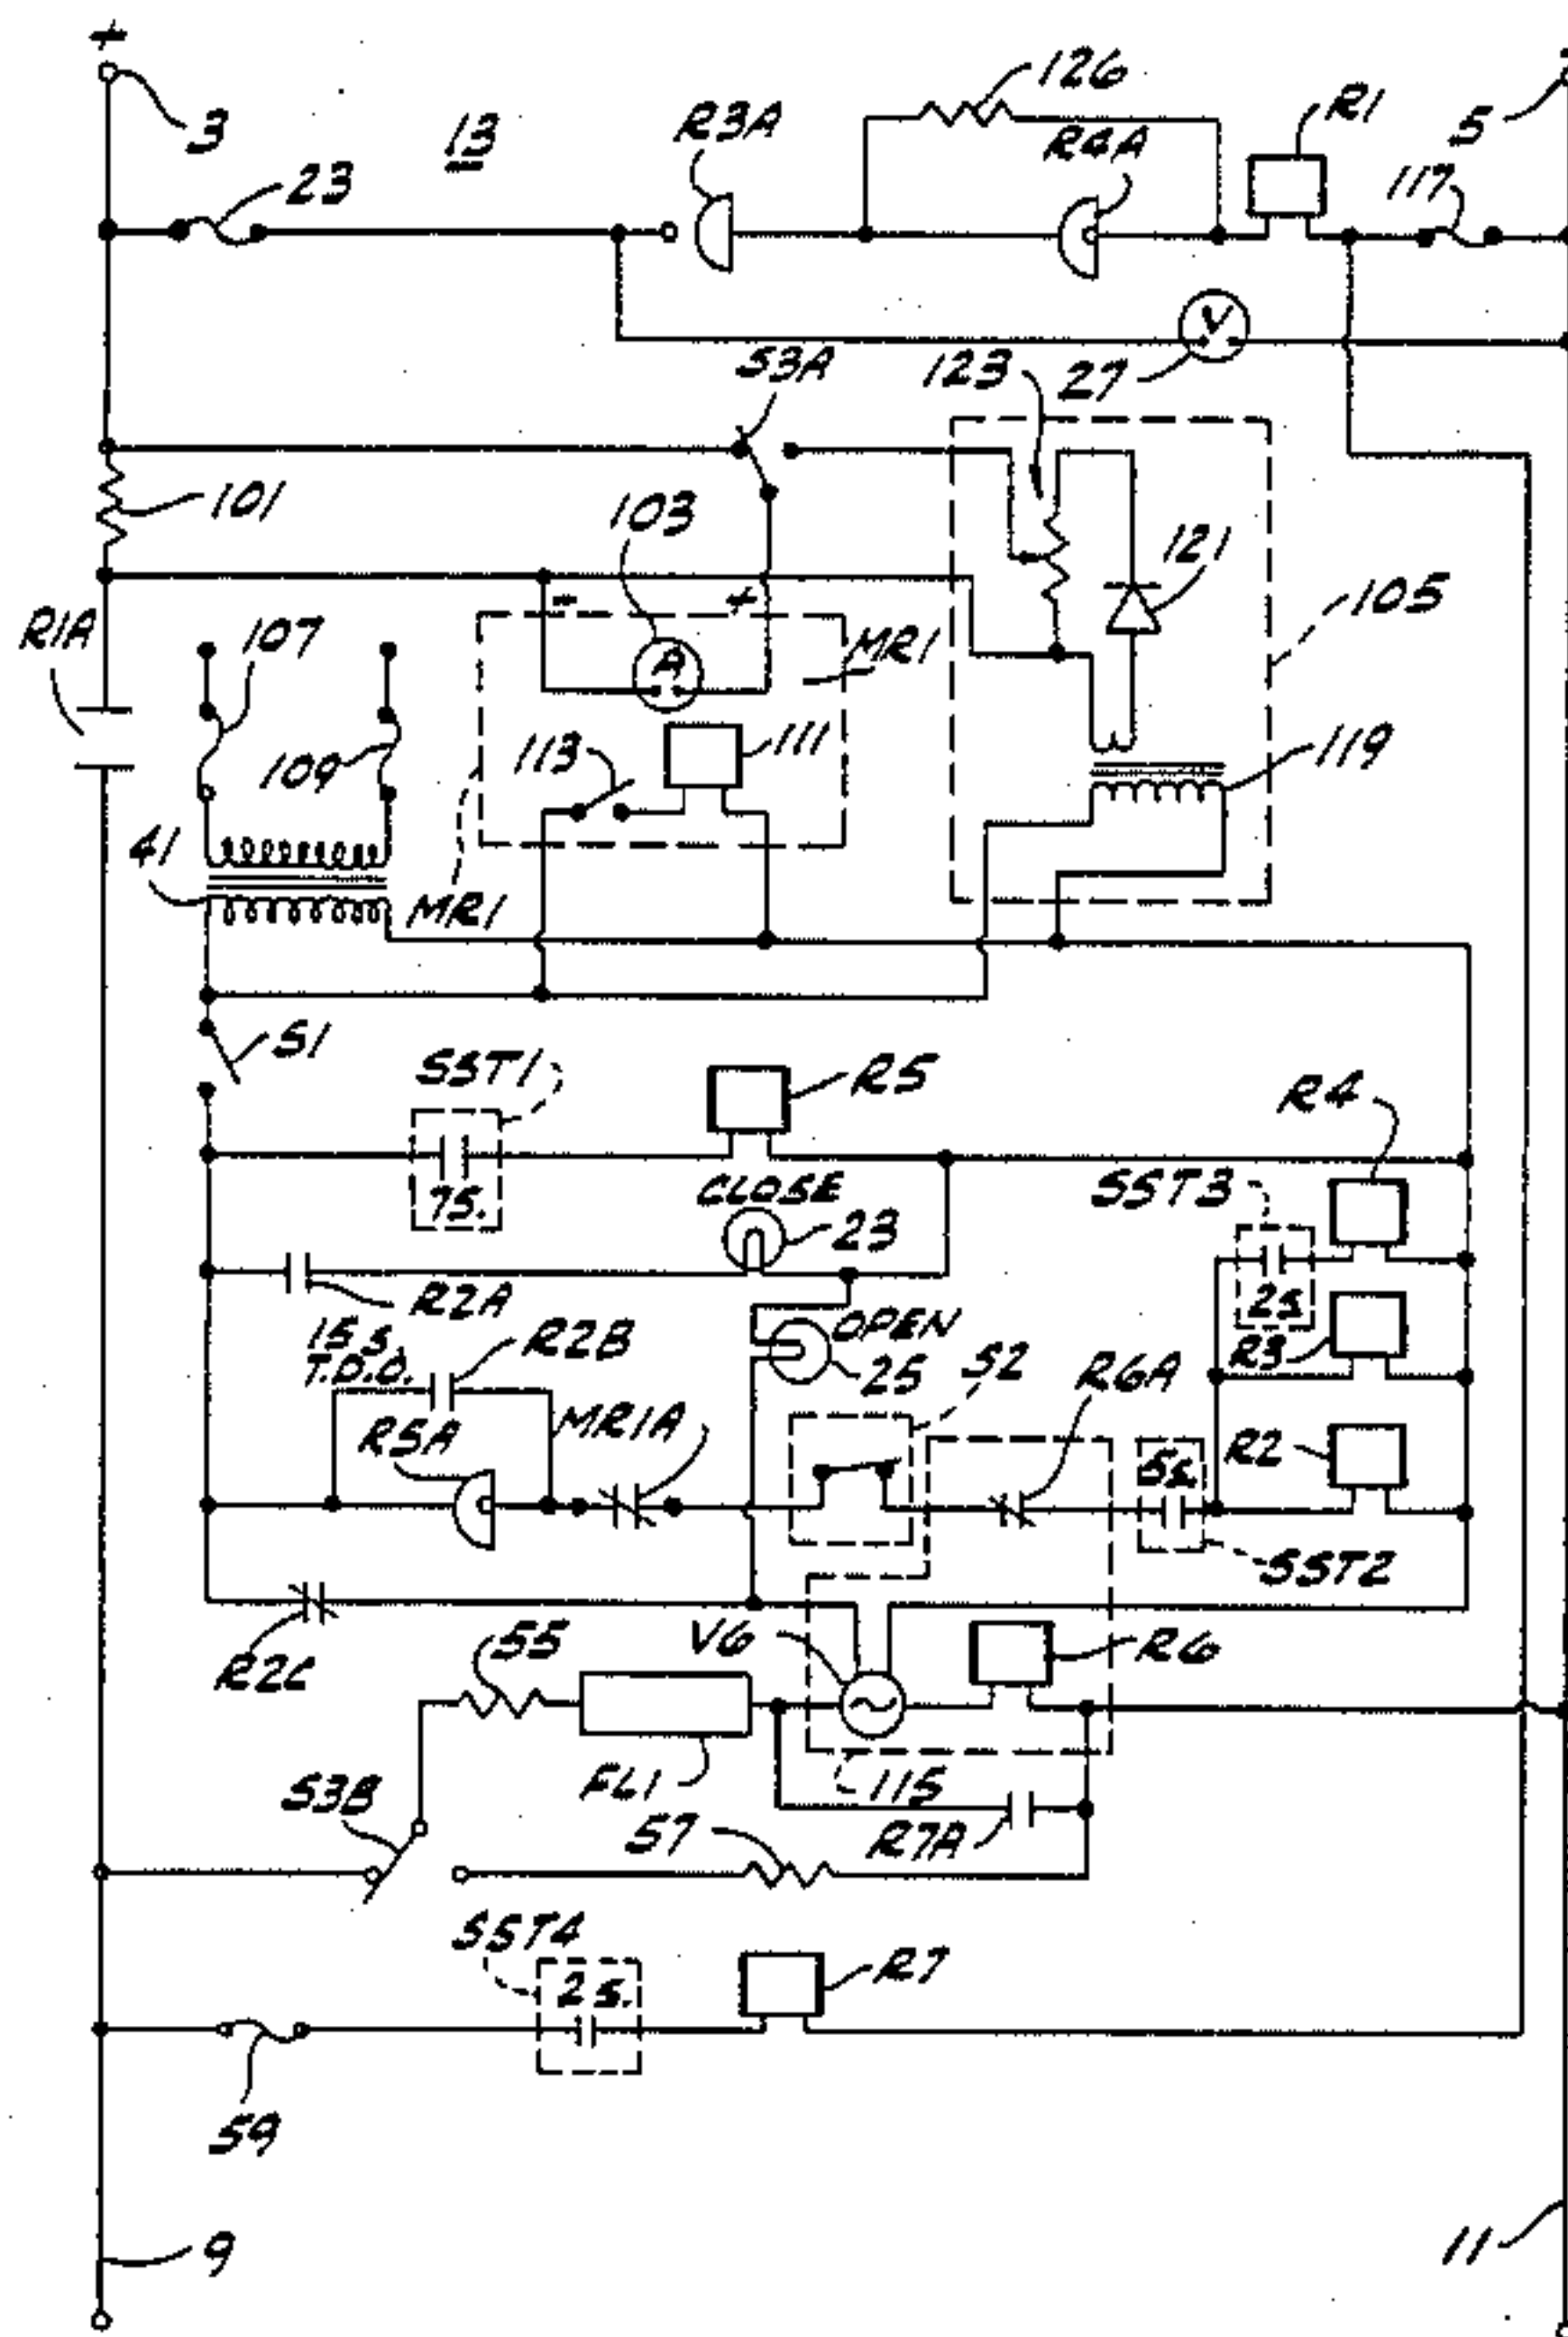 +
3
13
R3A
126
R4A
R1
5
117
23
V
27
S3A
123
101
103
121
105
R1A
107
-
+
A
MR1
109
113
111
119
41
MR1
S1
SST1
R5
R4
7S.
CLOSE
23
SST3
2S
R2A
OPEN
25
R3
15 S.
T.D.O.
R2B
S2
R6A
MR1A
R5A
5S.
R2
SST2
R2C
55
V6
R6
FL1
115
S3B
57
R7A
SST4
2 S.
R7
59
9
11